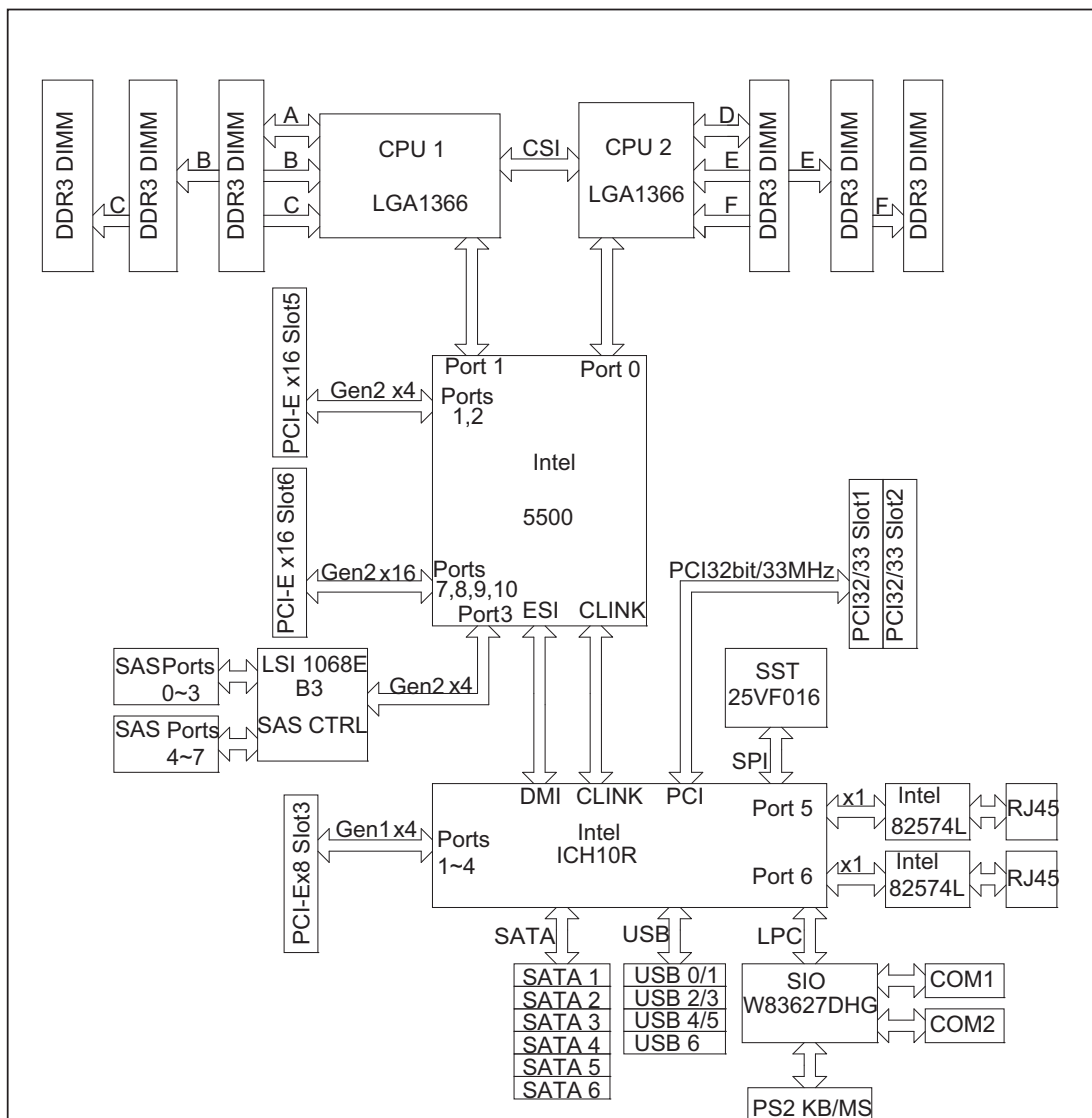 DDR3 DIMM
DDR3 DIMM
DDR3 DIMM
A
B
B
C
C
CPU 1
LGA1366
CSI
CPU 2
LGA1366
D
E
E
F
F
DDR3 DIMM
DDR3 DIMM
DDR3 DIMM
PCI-E x16 Slot5
Gen2 x4
Port 1
Port 0
Ports
1,2
Intel
5500
PCI-E x16 Slot6
Gen2 x16
Ports
7,8,9,10
Port3
ESI
CLINK
PCI32bit/33MHz
PCI32/33 Slot1
PCI32/33 Slot2
SAS Ports
0~3
SAS Ports
4~7
LSI 1068E
B3
SAS CTRL
Gen2 x4
SST
25VF016
SPI
PCI-Ex8 Slot3
Gen1x4
DMI
CLINK
PCI
Ports
1~4
Intel
ICH10R
Port 5
Port 6
x1
Intel
82574L
RJ45
x1
Intel
82574L
RJ45
SATA
USB
LPC
SATA 1
SATA 2
SATA 3
SATA 4
SATA 5
SATA 6
USB 0/1
USB 2/3
USB 4/5
USB 6
SIO
W83627DHG
COM1
COM2
PS2 KB/MS